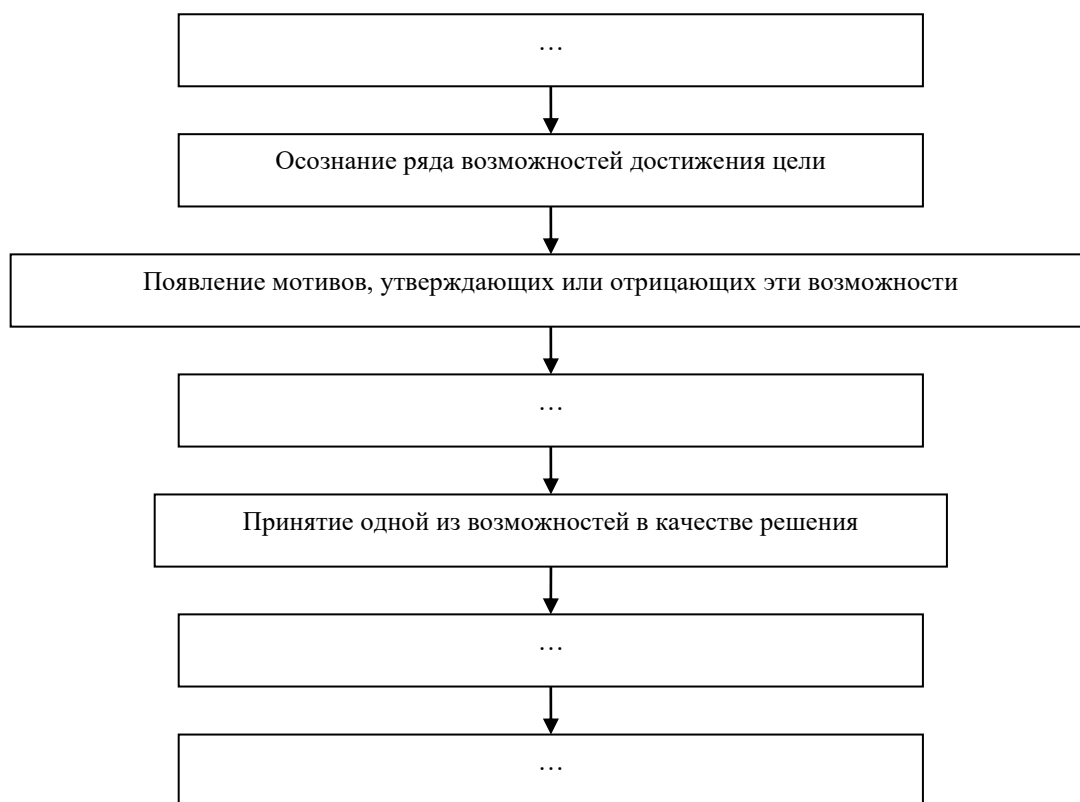 …
Осознание ряда возможностей достижения цели
Появление мотивов, утверждающих или отрицающих эти возможности
…
Принятие одной из возможностей в качестве решения
…
…